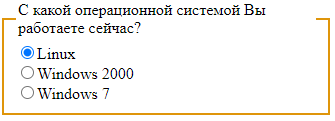 С какой операционной системой Вы
работаете сейчас?
Linux
Windows 2000
Windows 7